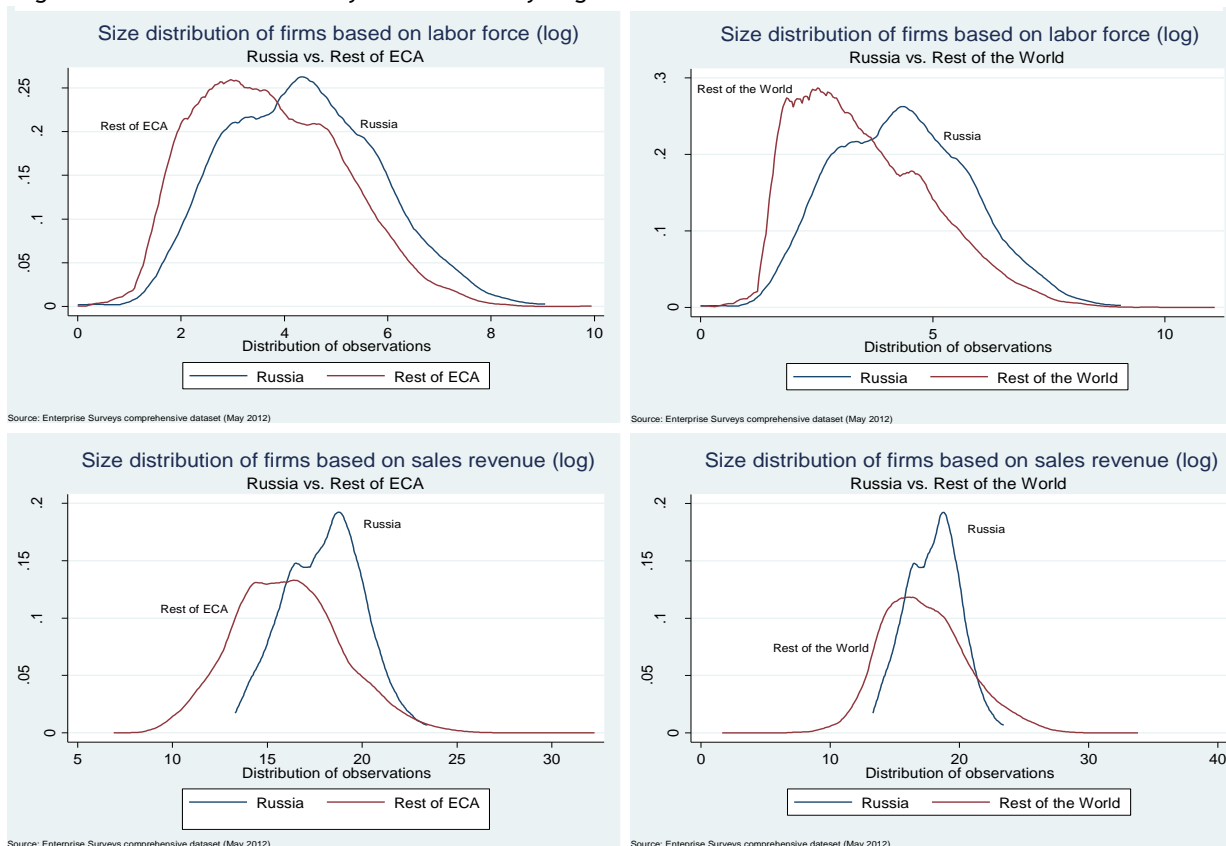 Size distribution of firms based on labor force (log)
Russia vs. Rest of ECA
.25
.2
.15
.1
.05
0
Rest of ECA
Russia
0 2 4 6 8 10
Distribution of observations
Russia Rest of ECA
Source: Enterprise Surveys comprehensive dataset (May 2012)
Size distribution of firms based on labor force (log)
Russia vs. Rest of the World
.3
.2
.1
0
Rest of the World
Russia
0 5 10
Distribution of observations
Russia Rest of the World
Source: Enterprise Surveys comprehensive dataset (May 2012)
Size distribution of firms based on sales revenue (log)
Russia vs. Rest of ECA
.2
.15
.1
.05
0
Russia
Rest of ECA
5 10 15 20 25 30
Distribution of observations
Russia Rest of ECA
Source: Enterprise Surveys comprehensive dataset (May 2012)
Size distribution of firms based on sales revenue (log)
Russia vs. Rest of the World
.2
.15
.1
.05
0
Russia
Rest of the World
0 10 20 30 40
Distribution of observations
Russia Rest of the World
Source: Enterprise Surveys comprehensive dataset (May 2012)